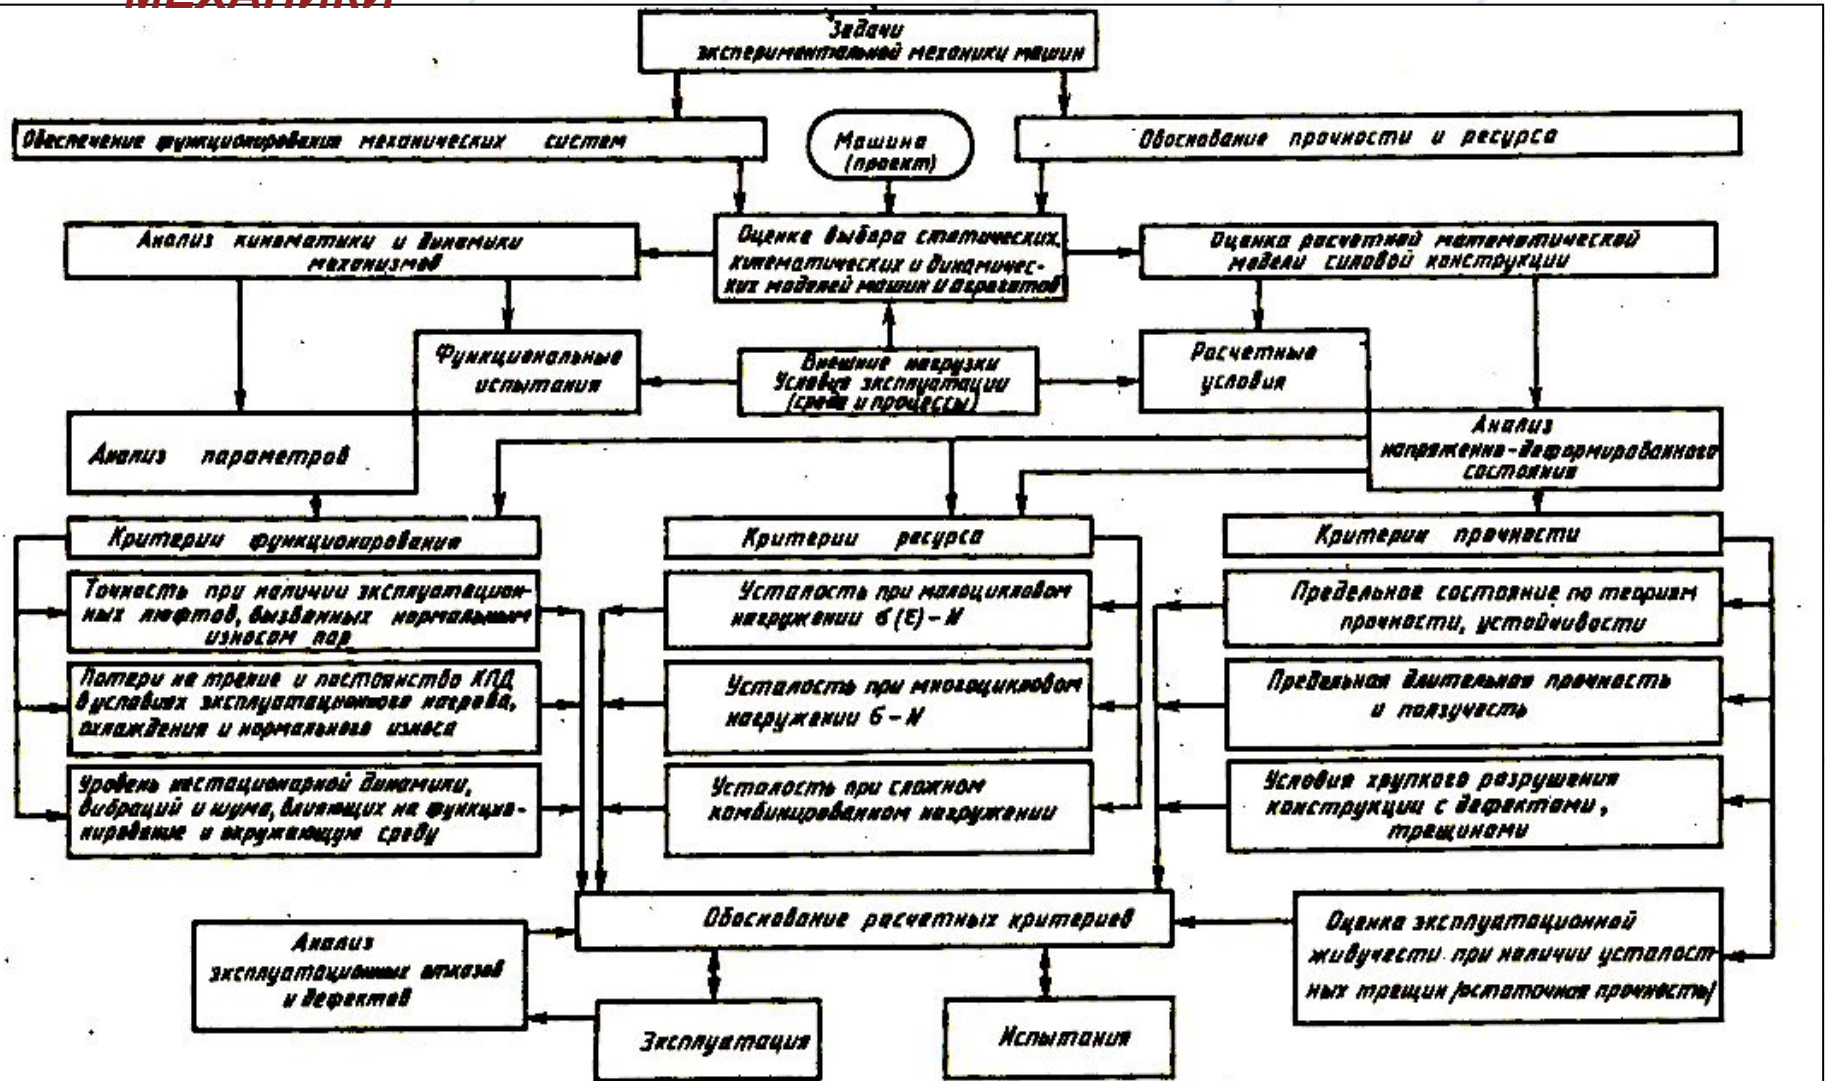 МЕХАНИКИ
Задачи
экспериментальной механики машин
Обеспечение функционирования механических систем
Машина
(проект)
Обоснование прочности и ресурса
Анализ кинематики и динамики
механизмов
Оценка выбора статических,
кинематических и динамичес-
ких моделей машин и агрегатов
Оценка расчетной математической
модели силовой конструкции
Функциональные
испытания
Внешние нагрузки
Условия эксплуатации
(среда и процессы)
Расчетные
условия
Анализ параметров
Анализ
напряженно-деформированного
состояния
Критерии функционирования
Критерии ресурса
Критерии прочности
Точность при наличии эксплуатацион-
ных люфтов, вызванных нормальным
износом пар
Усталость при малоцикловом
нагружении σ(Е)-N
Предельное состояние по теориям
прочности, устойчивости
Потери на трение и постоянство КПД
в условиях эксплуатационного нагрева,
охлаждения и нормального износа
Усталость при многоцикловом
нагружении б-N
Предельная длительная прочность
и ползучесть
Уровень нестационарной динамики,
вибраций и шума, влияющих на функцио-
нирование и окружающую среду
Усталость при сложном
комбинированном нагружении
Условия хрупкого разрушения
конструкции с дефектами,
трещинами
Обоснование расчетных критериев
Анализ
эксплуатационных отказов
и дефектов
Оценка эксплуатационной
живучести при наличии усталост
ных трещин (остаточная прочность)
Эксплуатация
Испытания